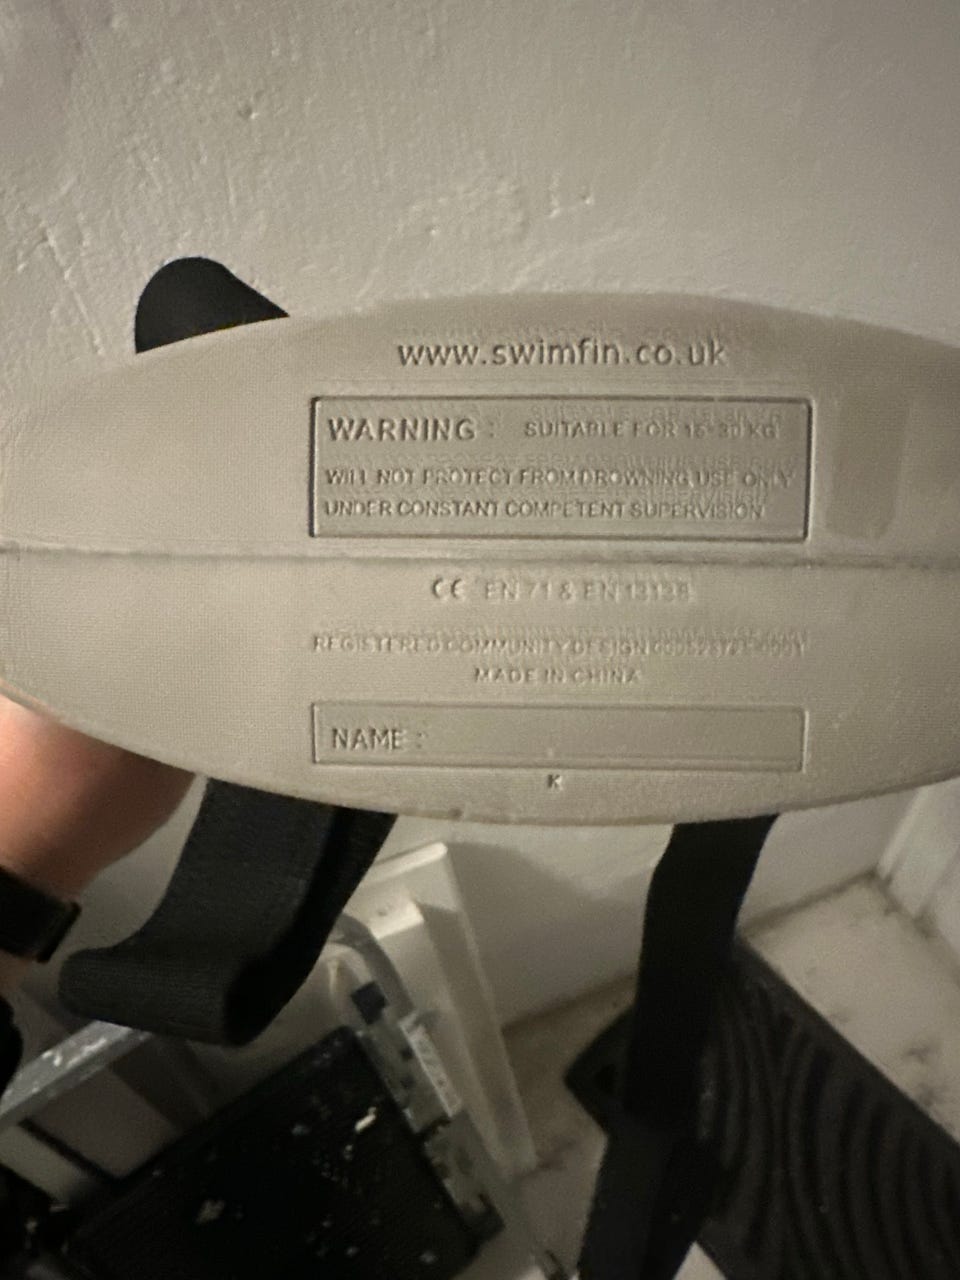 www.swimfin.co.uk
WARNING : SUITABLE FOR 15-30 KG
WILL NOT PROTECT FROM DROWNING USE ONLY
UNDER CONSTANT COMPETENT SUPERVISION
CE EN 71 & EN 13138
REGISTERED COMMUNITY DESIGN
MADE IN CHINA
NAME :
K